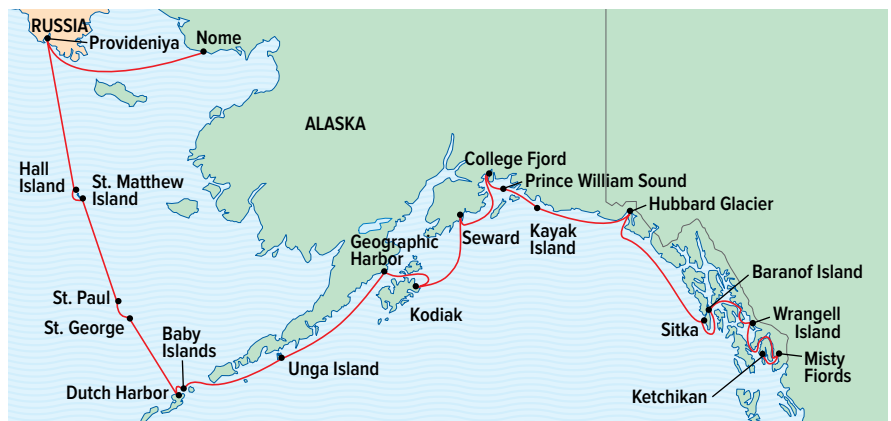 RUSSIA
Provideniya
Nome
ALASKA
College Fjord
Prince William Sound
Hubbard Glacier
Hall
Island
St. Matthew
Island
Seward
Kayak
Island
Geographic
Harbor
Baranof Island
Kodiak
St. Paul
St. George
Baby
Islands
Sitka
Wrangell
Island
Unga Island
Misty
Fiords
Dutch Harbor
Ketchikan